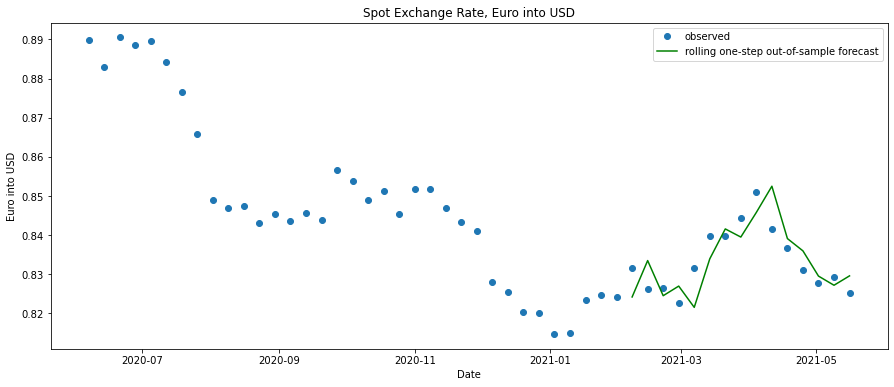 Spot Exchange Rate, Euro into USD
observed
rolling one-step out-of-sample forecast
Euro into USD
0.89
0.88
0.87
0.86
0.85
0.84
0.83
0.82
2020-07
2020-09
2020-11
2021-01
2021-03
2021-05
Date